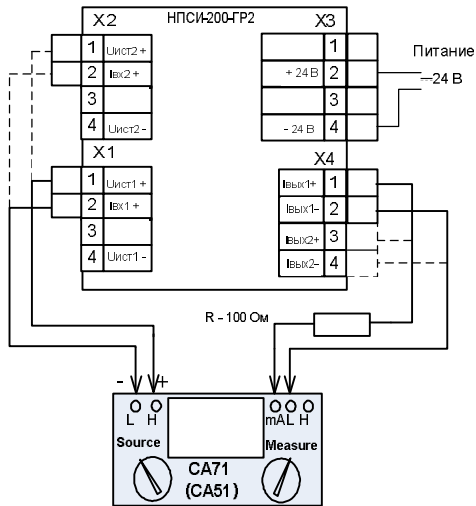 X2
НПСИ-200-ГР2
X3
1 Uист2 +
2 Iвх2 +
3
4 Uист2 -
1
+ 24 В 2
3
- 24 В 4
Питание
24 В
X1
X4
1 Uист1 +
2 Iвх1 +
3
4 Uист1 -
Iвых1+ 1
Iвых1- 2
Iвых2+ 3
Iвых2- 4
R - 100 Ом
- +
L H
mA L H
Source
Measure
CA71
(CA51)